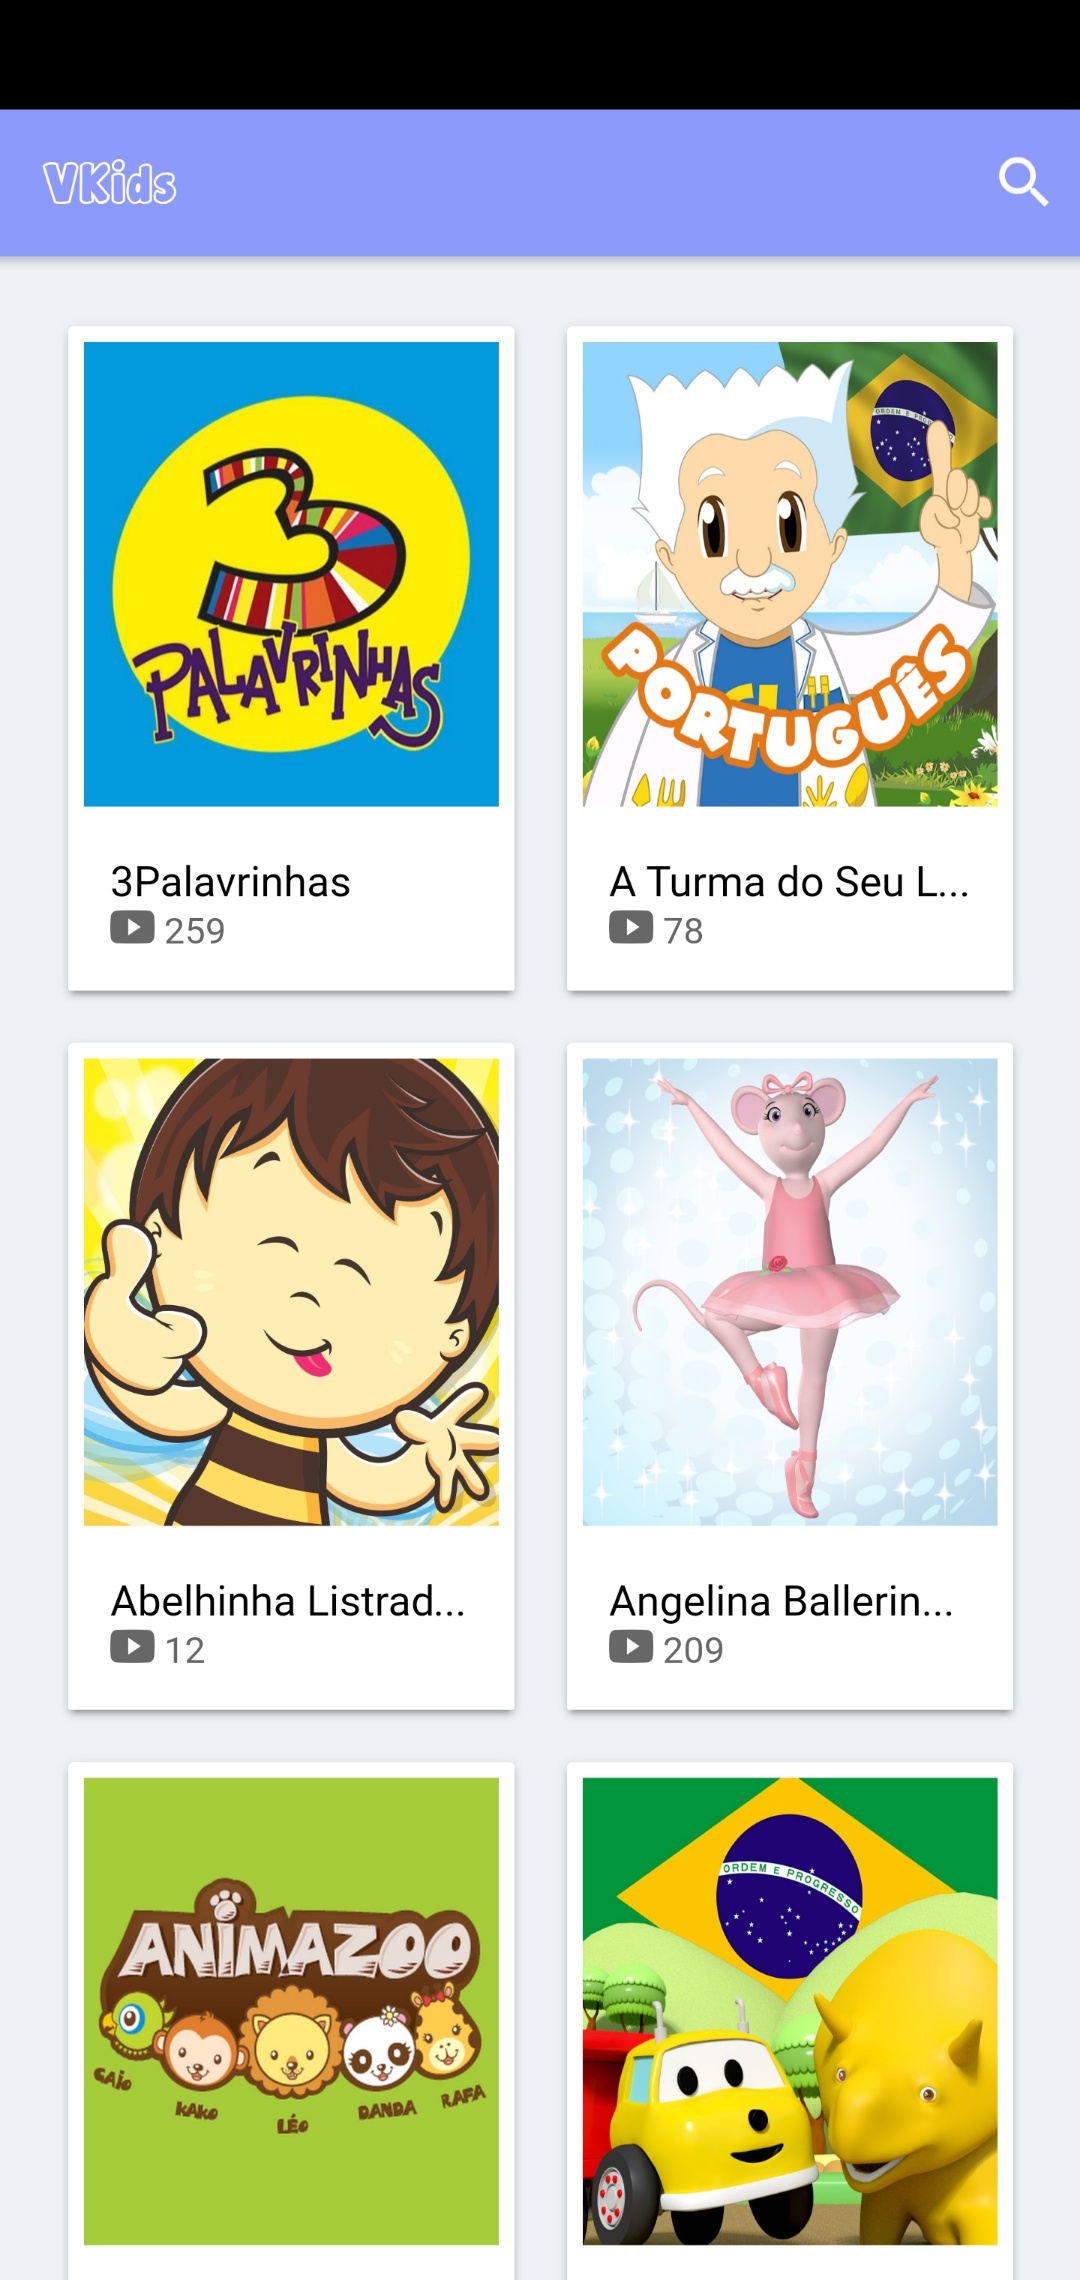 VKids
3
PALAVRINHAS
ORDEM E PROG
PORTUGUÊS
3Palavrinhas
A Turma do Seu L...
259
78
Abelhinha Listrad...
Angelina Ballerin...
12
209
ANIMAZOO
CAJO
KAKO
LÉO
DANDA
RAFA
ORDEM E PROGRESSO